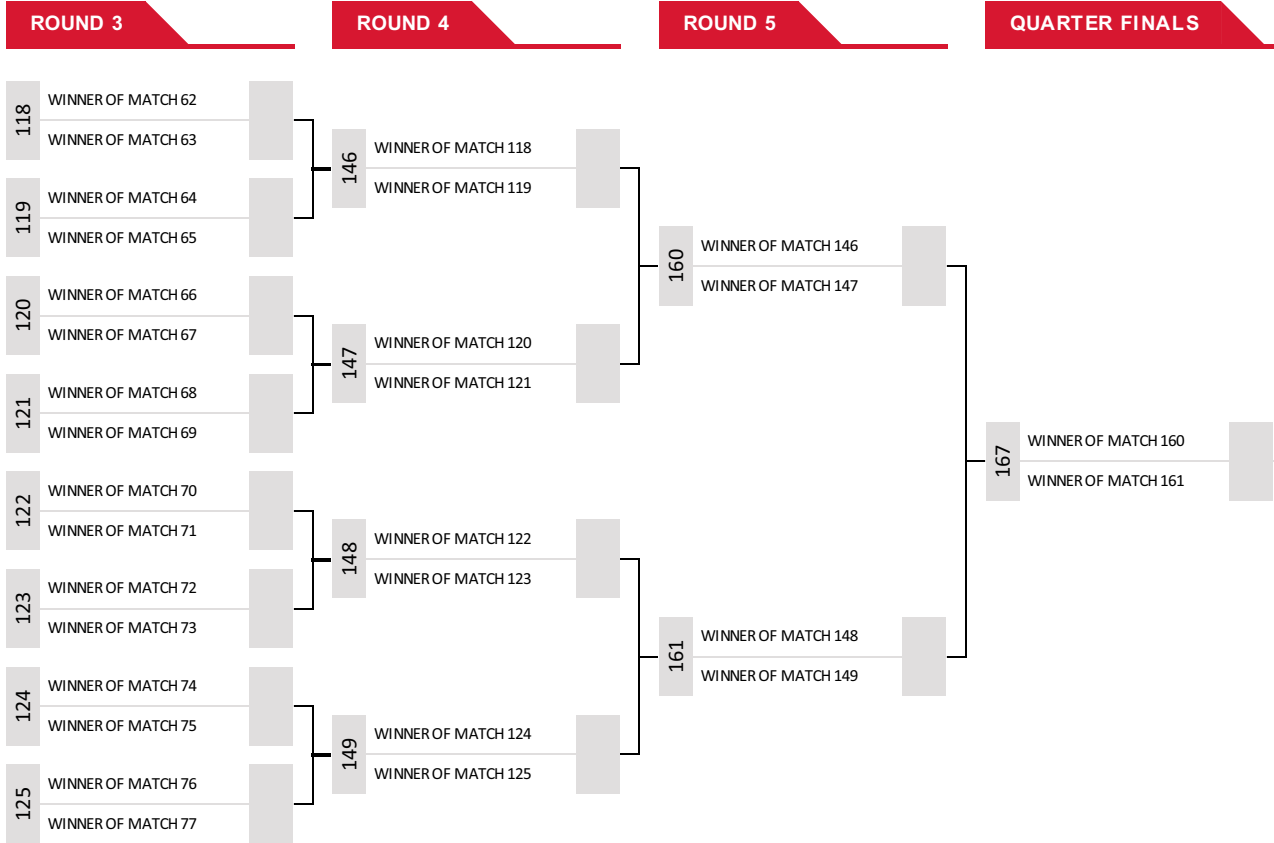 ROUND 3
ROUND 4
ROUND 5
QUARTER FINALS
118
WINNER OF MATCH 62
WINNER OF MATCH 63
119
WINNER OF MATCH 64
WINNER OF MATCH 65
120
WINNER OF MATCH 66
WINNER OF MATCH 67
121
WINNER OF MATCH 68
WINNER OF MATCH 69
122
WINNER OF MATCH 70
WINNER OF MATCH 71
123
WINNER OF MATCH 72
WINNER OF MATCH 73
124
WINNER OF MATCH 74
WINNER OF MATCH 75
125
WINNER OF MATCH 76
WINNER OF MATCH 77
146
WINNER OF MATCH 118
WINNER OF MATCH 119
147
WINNER OF MATCH 120
WINNER OF MATCH 121
148
WINNER OF MATCH 122
WINNER OF MATCH 123
149
WINNER OF MATCH 124
WINNER OF MATCH 125
160
WINNER OF MATCH 146
WINNER OF MATCH 147
161
WINNER OF MATCH 148
WINNER OF MATCH 149
167
WINNER OF MATCH 160
WINNER OF MATCH 161